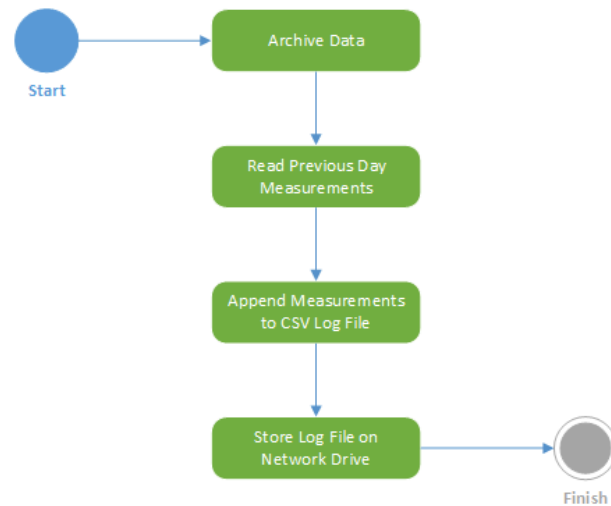 Archive Data
Start
Read Previous Day
Measurements
Append Measurements
to CSV Log File
Store Log File on
Network Drive
Finish